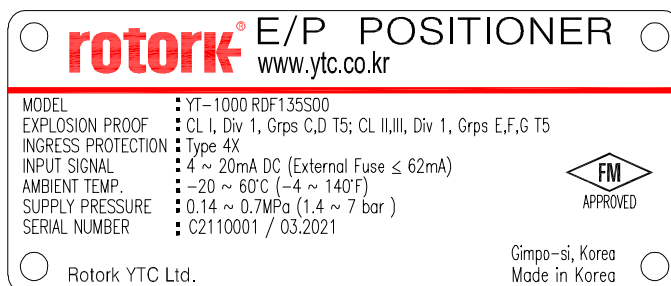 rotork® E/P POSITIONER
www.ytc.co.kr
MODEL : YT-1000 RDF135S00
EXPLOSION PROOF : CL I, Div 1, Grps C,D T5; CL II,III, Div 1, Grps E,F,G T5
INGRESS PROTECTION : Type 4X
INPUT SIGNAL : 4 ~ 20mA DC (External Fuse ≤ 62mA)
AMBIENT TEMP. : -20 ~ 60°C (-4 ~ 140°F)
SUPPLY PRESSURE : 0.14 ~ 0.7MPa (1.4 ~ 7 bar )
SERIAL NUMBER : C2110001 / 03.2021
FM
APPROVED
Rotork YTC Ltd.
Gimpo-si, Korea
Made in Korea